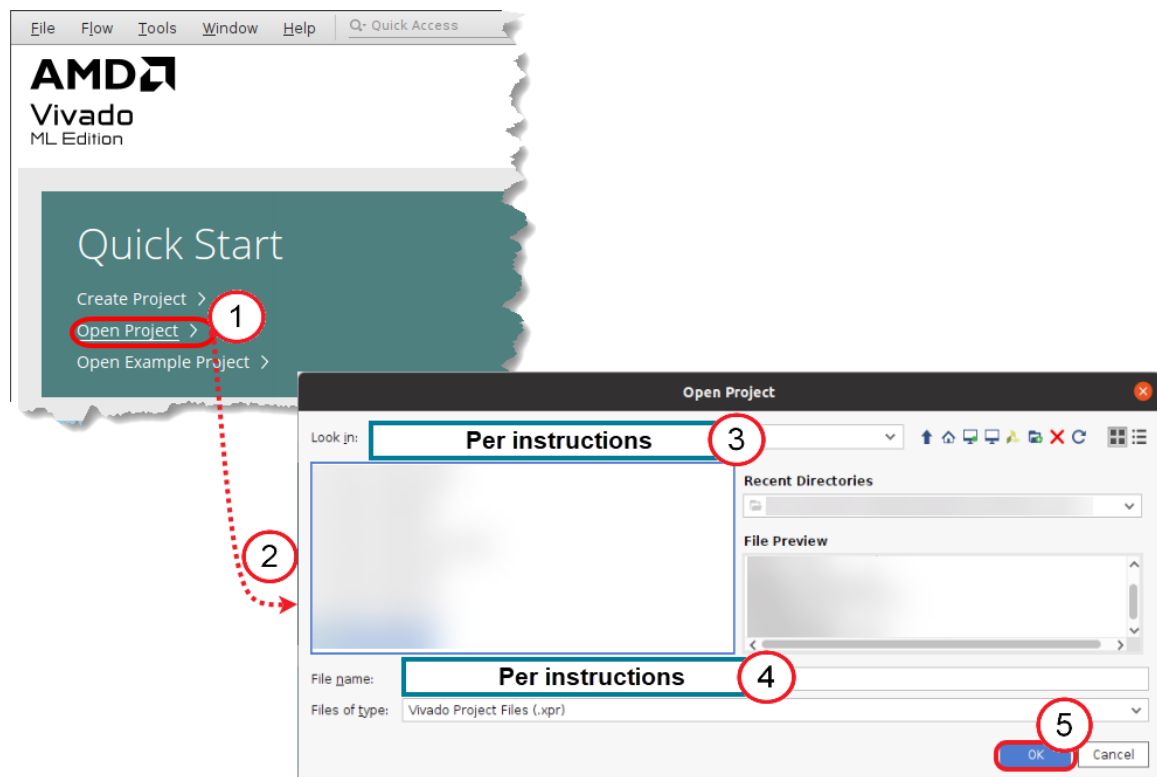 File Flow Tools Window Help Quick Access
AMD
Vivado
ML Edition
Quick Start
Create Project >
1
Open Project >
Open Example Project >
Open Project
Look in: Per instructions 3
Recent Directories
File Preview
2
File name: Per instructions 4
Files of type: Vivado Project Files (.xpr)
5
OK Cancel